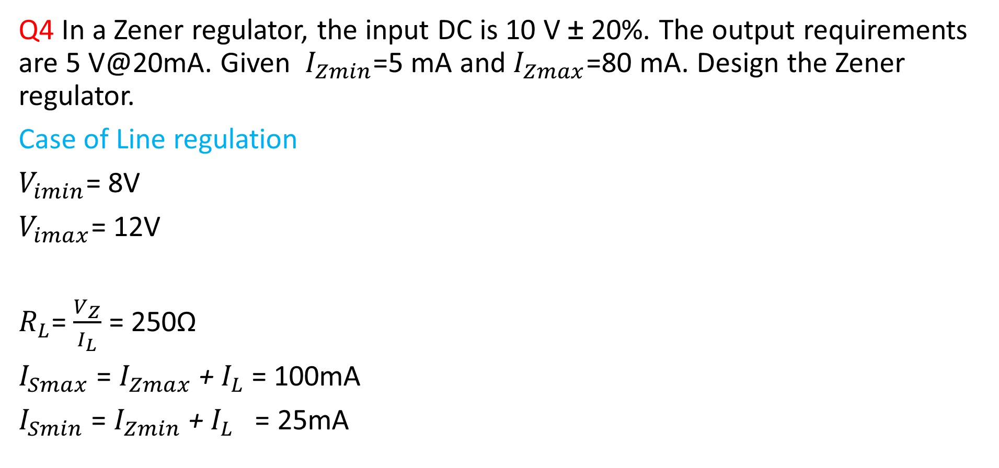 Q4 In a Zener regulator, the input DC is 10 V ± 20%. The output requirements
are 5 V@20mA. Given I_{Zmin}=5 mA and I_{Zmax}=80 mA. Design the Zener
regulator.
Case of Line regulation
V_{imin}= 8V
V_{imax}= 12V
R_L= \frac{V_Z}{I_L} = 250Ω
I_{Smax} = I_{Zmax} + I_L = 100mA
I_{Smin} = I_{Zmin} + I_L = 25mA